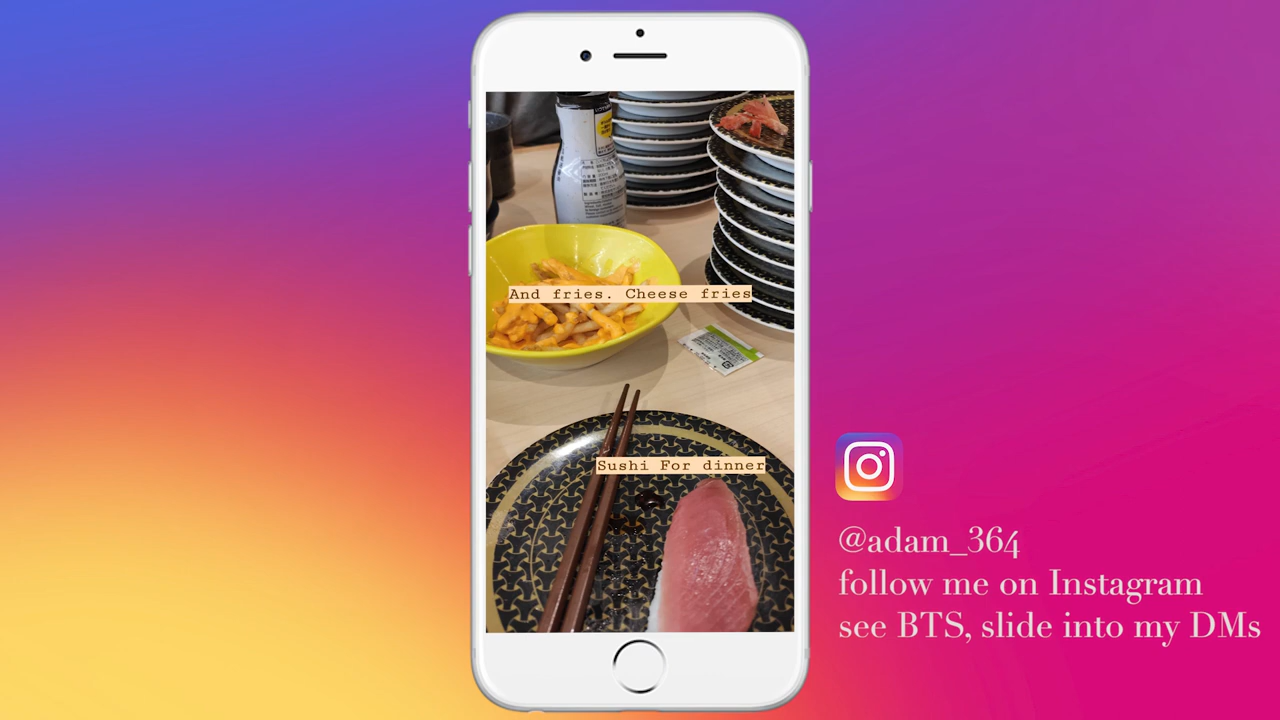 And fries. Cheese fries
Sushi For dinner
@adam_364
follow me on Instagram
see BTS, slide into my DMs